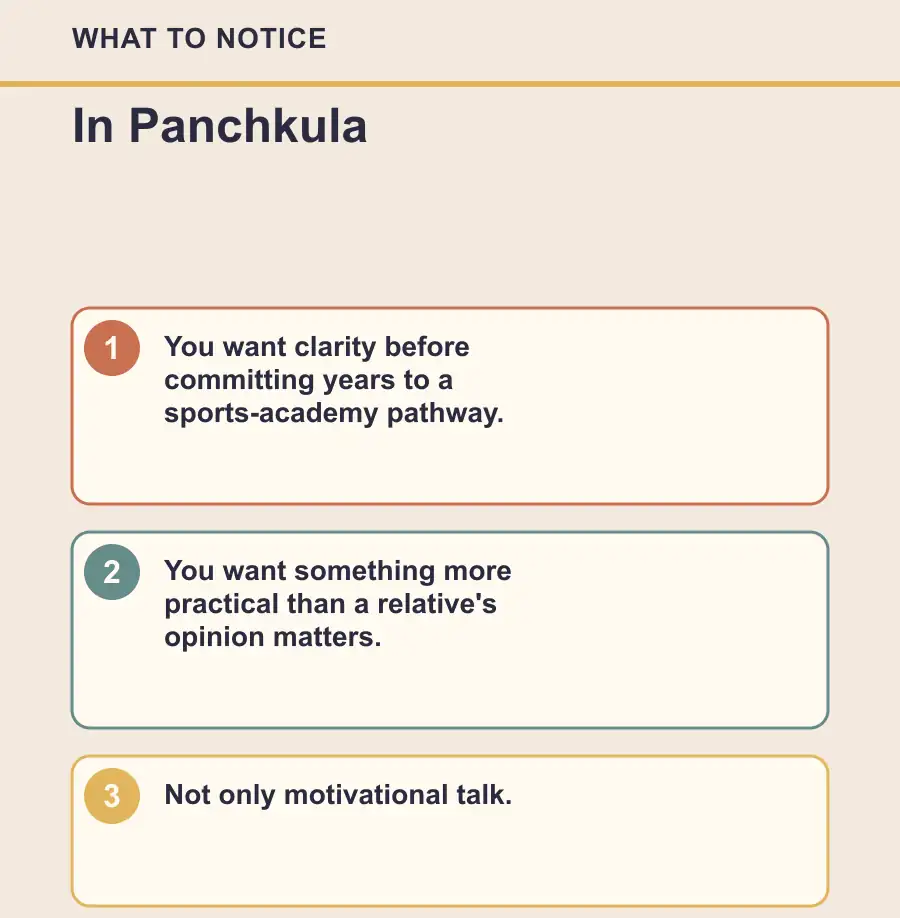 WHAT TO NOTICE
In Panchkula
1
You want clarity before
committing years to a
sports-academy pathway.
2
You want something more
practical than a relative's
opinion matters.
3
Not only motivational talk.